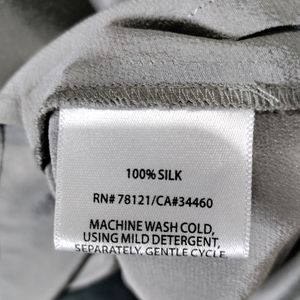 100% SILK
RN# 78121/CA#34460
MACHINE WASH COLD,
USING MILD DETERGENT,
SEPARATELY, GENTLE CYCLE